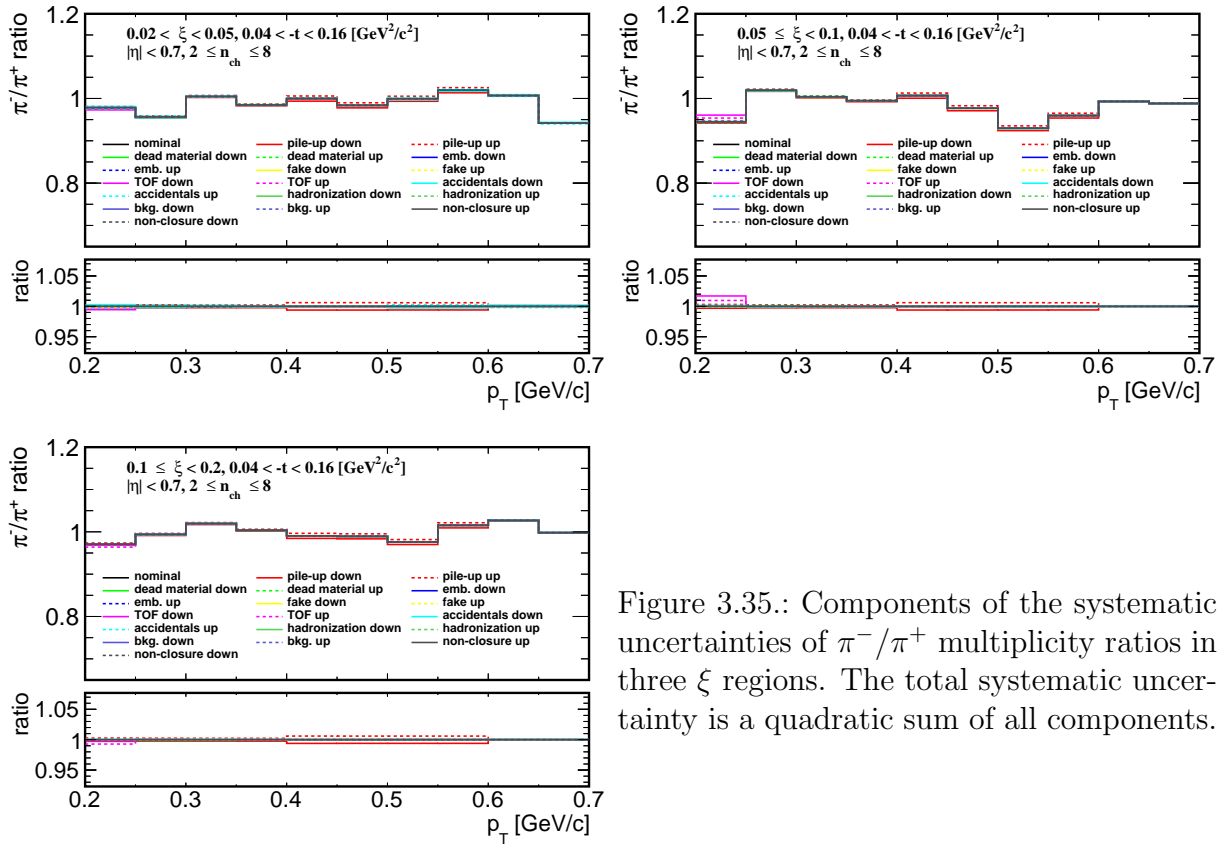 1.2
0.02 < ξ < 0.05, 0.04 < -t < 0.16 [GeV²/c²]
|η| < 0.7, 2 ≤ n_ch ≤ 8
π⁻/π⁺ ratio
1
nominal pile-up down pile-up up
dead material down dead material up emb. down
emb. up fake down fake up
TOF down TOF up accidentals down
accidentals up hadronization down hadronization up
bkg. down bkg. up non-closure up
non-closure down
0.8
ratio
1.05
1
0.95
0.2 0.3 0.4 0.5 0.6 0.7
p_T [GeV/c]
1.2
0.05 ≤ ξ < 0.1, 0.04 < -t < 0.16 [GeV²/c²]
|η| < 0.7, 2 ≤ n_ch ≤ 8
π⁻/π⁺ ratio
1
nominal pile-up down pile-up up
dead material down dead material up emb. down
emb. up fake down fake up
TOF down TOF up accidentals down
accidentals up hadronization down hadronization up
bkg. down bkg. up non-closure up
non-closure down
0.8
ratio
1.05
1
0.95
0.2 0.3 0.4 0.5 0.6 0.7
p_T [GeV/c]
1.2
0.1 ≤ ξ < 0.2, 0.04 < -t < 0.16 [GeV²/c²]
|η| < 0.7, 2 ≤ n_ch ≤ 8
π⁻/π⁺ ratio
1
nominal pile-up down pile-up up
dead material down dead material up emb. down
emb. up fake down fake up
TOF down TOF up accidentals down
accidentals up hadronization down hadronization up
bkg. down bkg. up non-closure up
non-closure down
0.8
ratio
1.05
1
0.95
0.2 0.3 0.4 0.5 0.6 0.7
p_T [GeV/c]
Figure 3.35.: Components of the systematic
uncertainties of π⁻/π⁺ multiplicity ratios in
three ξ regions. The total systematic uncer-
tainty is a quadratic sum of all components.